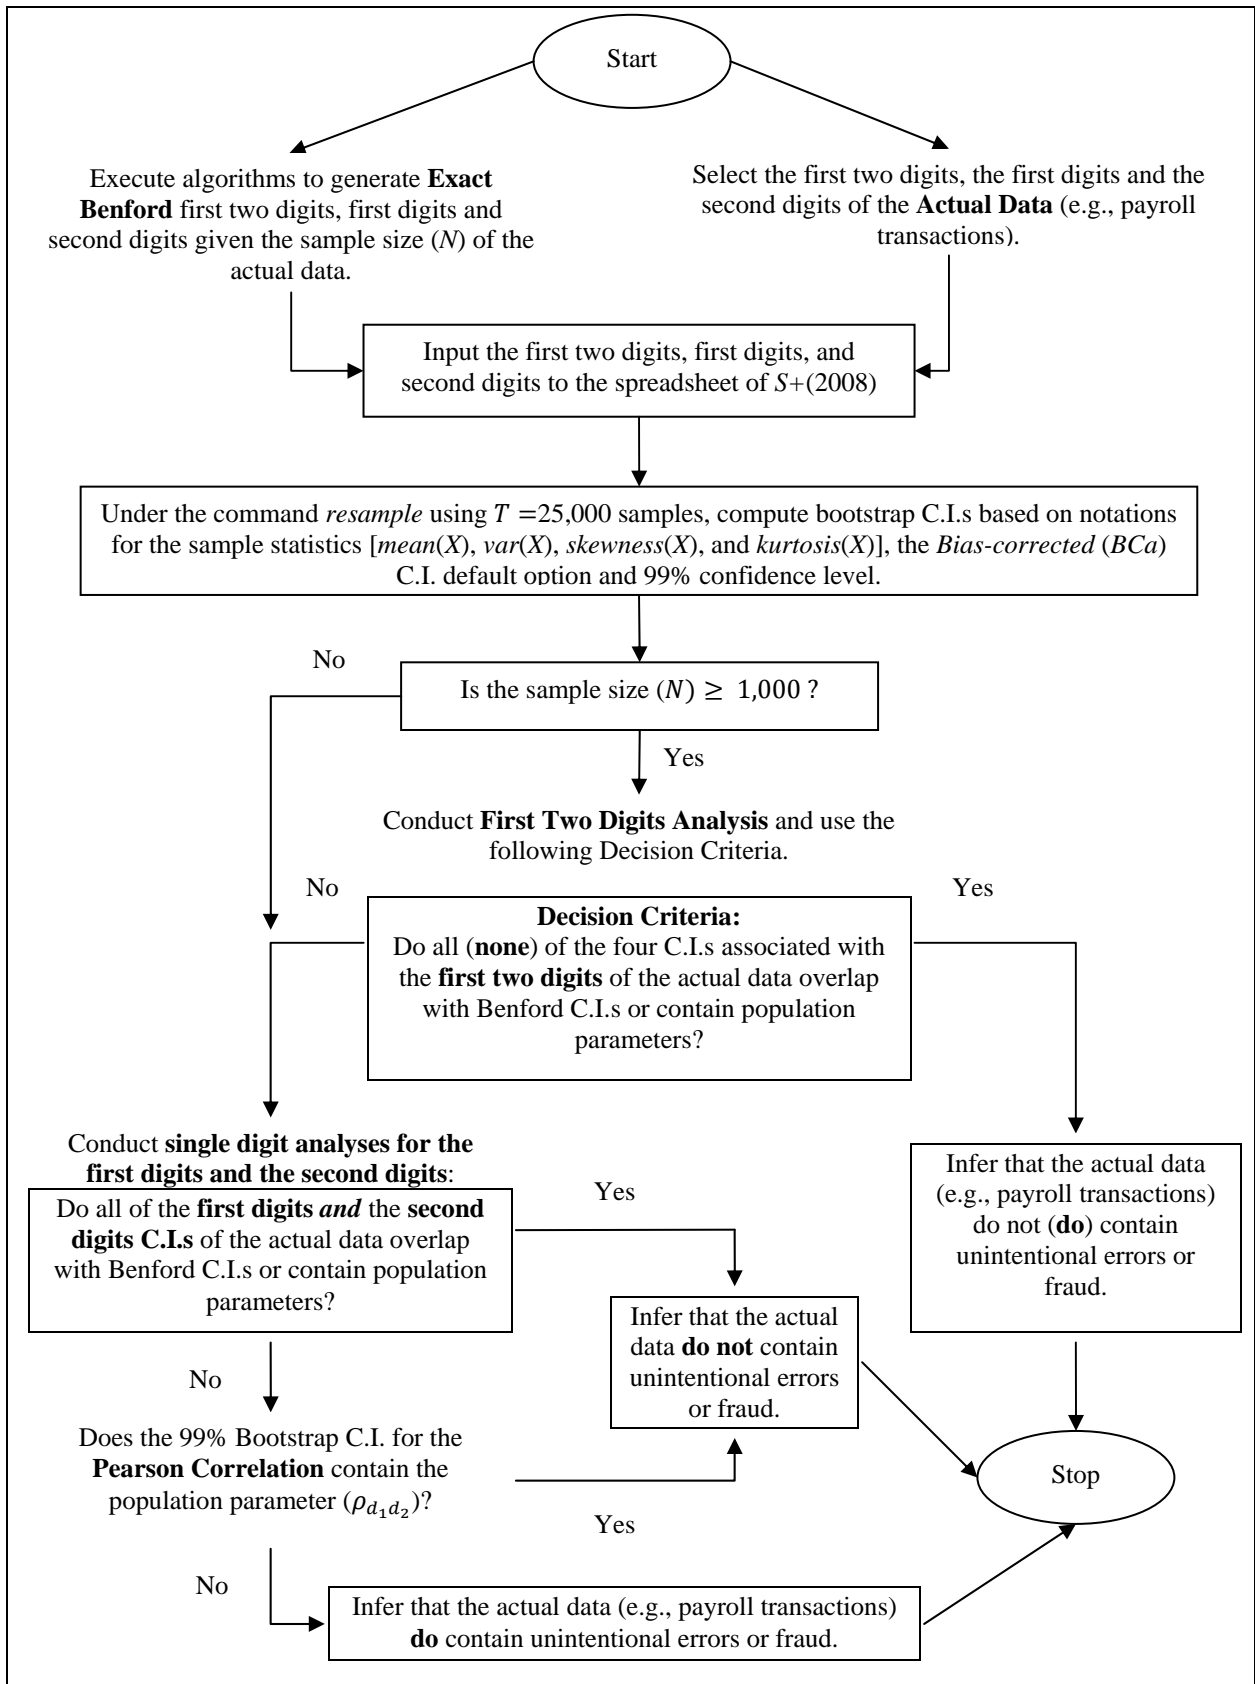 Start
Execute algorithms to generate Exact
Benford first two digits, first digits and
second digits given the sample size (N) of the
actual data.
Select the first two digits, the first digits and the
second digits of the Actual Data (e.g., payroll
transactions).
Input the first two digits, first digits, and
second digits to the spreadsheet of S+(2008)
Under the command resample using T =25,000 samples, compute bootstrap C.I.s based on notations
for the sample statistics [mean(X), var(X), skewness(X), and kurtosis(X)], the Bias-corrected (BCa)
C.I. default option and 99% confidence level.
No
Is the sample size (N) ≥ 1,000 ?
Yes
Conduct First Two Digits Analysis and use the
following Decision Criteria.
No
Yes
Decision Criteria:
Do all (none) of the four C.I.s associated with
the first two digits of the actual data overlap
with Benford C.I.s or contain population
parameters?
Conduct single digit analyses for the
first digits and the second digits:
Do all of the first digits and the second
digits C.I.s of the actual data overlap
with Benford C.I.s or contain population
parameters?
Yes
Infer that the actual data
(e.g., payroll transactions)
do not (do) contain
unintentional errors or
fraud.
Infer that the actual
data do not contain
unintentional errors
or fraud.
No
Does the 99% Bootstrap C.I. for the
Pearson Correlation contain the
population parameter (ρd1d2)?
Yes
Stop
No
Infer that the actual data (e.g., payroll transactions)
do contain unintentional errors or fraud.